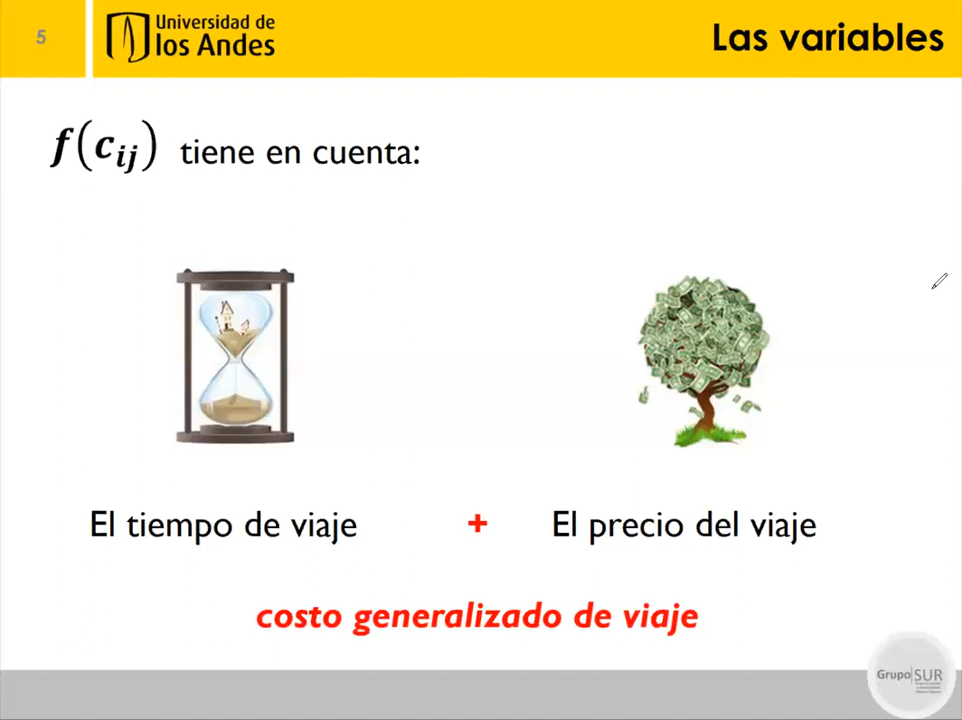 5
Universidad de
los Andes
Las variables
f(c_ij) tiene en cuenta:
El tiempo de viaje + El precio del viaje
costo generalizado de viaje
Grupo|SUR